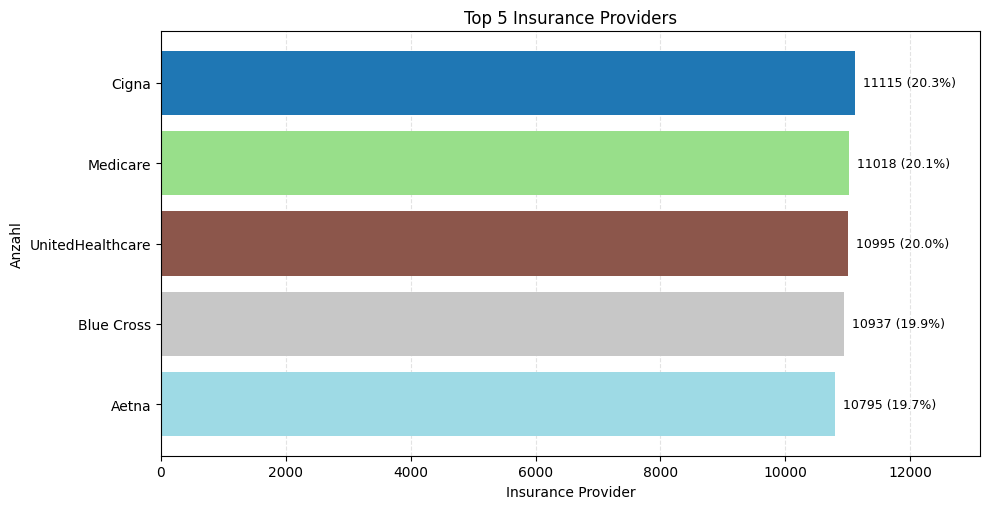 Top 5 Insurance Providers
Cigna
11115 (20.3%)
Medicare
11018 (20.1%)
UnitedHealthcare
10995 (20.0%)
Blue Cross
10937 (19.9%)
Aetna
10795 (19.7%)
Anzahl
0 2000 4000 6000 8000 10000 12000
Insurance Provider